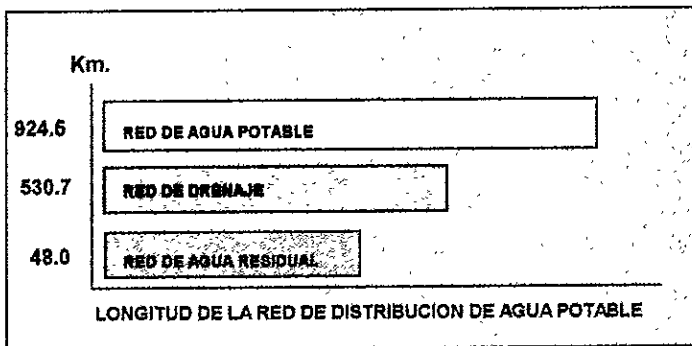 Km.
924.6 RED DE AGUA POTABLE
530.7 RED DE DRENAJE
48.0 RED DE AGUA RESIDUAL
LONGITUD DE LA RED DE DISTRIBUCION DE AGUA POTABLE